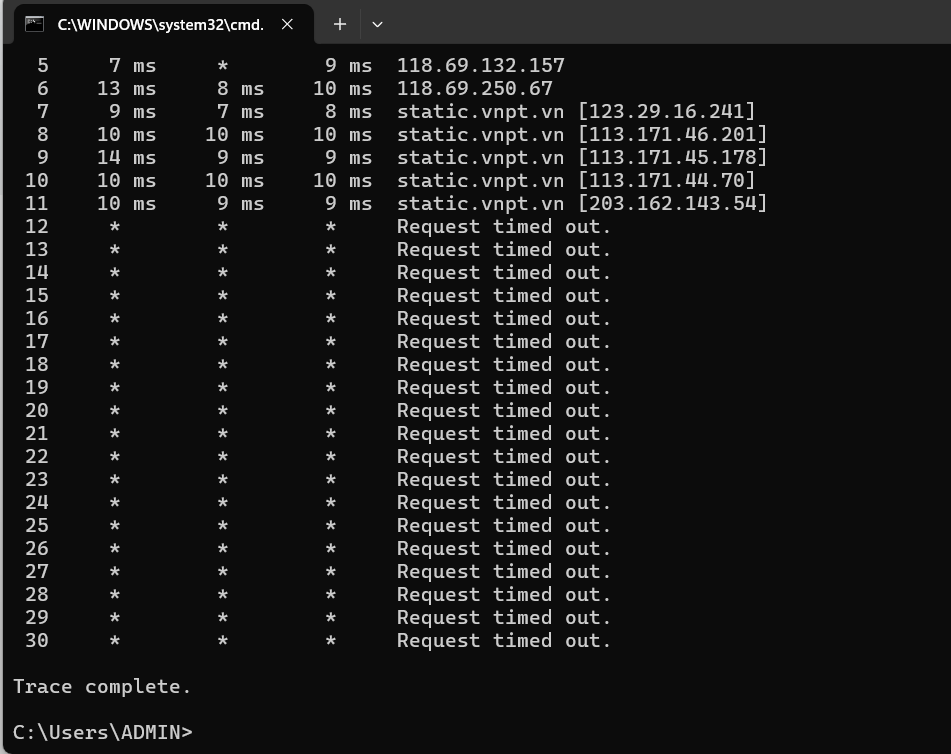 C:\WINDOWS\system32\cmd.
5 7 ms * 9 ms 118.69.132.157
6 13 ms 8 ms 10 ms 118.69.250.67
7 9 ms 7 ms 8 ms static.vnpt.vn [123.29.16.241]
8 10 ms 10 ms 10 ms static.vnpt.vn [113.171.46.201]
9 14 ms 9 ms 9 ms static.vnpt.vn [113.171.45.178]
10 10 ms 10 ms 10 ms static.vnpt.vn [113.171.44.70]
11 10 ms 9 ms 9 ms static.vnpt.vn [203.162.143.54]
12 * * * Request timed out.
13 * * * Request timed out.
14 * * * Request timed out.
15 * * * Request timed out.
16 * * * Request timed out.
17 * * * Request timed out.
18 * * * Request timed out.
19 * * * Request timed out.
20 * * * Request timed out.
21 * * * Request timed out.
22 * * * Request timed out.
23 * * * Request timed out.
24 * * * Request timed out.
25 * * * Request timed out.
26 * * * Request timed out.
27 * * * Request timed out.
28 * * * Request timed out.
29 * * * Request timed out.
30 * * * Request timed out.
Trace complete.
C:\Users\ADMIN>